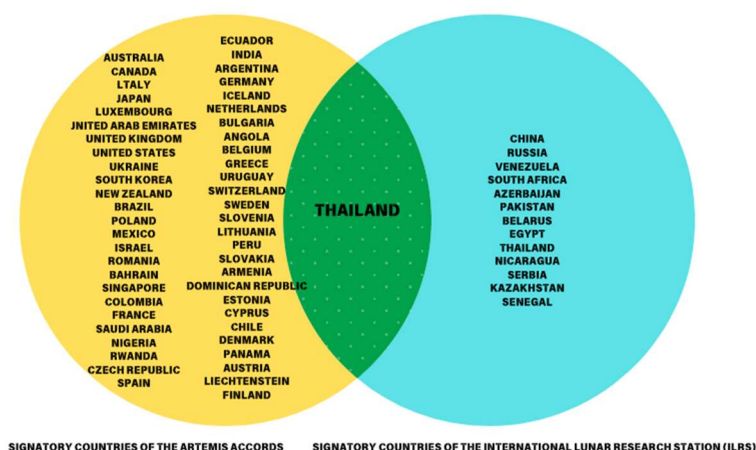 AUSTRALIA
CANADA
LTALY
JAPAN
LUXEMBOURG
JNITED ARAB EMIRATES
UNITED KINGDOM
UNITED STATES
UKRAINE
SOUTH KOREA
NEW ZEALAND
BRAZIL
POLAND
MEXICO
ISRAEL
ROMANIA
BAHRAIN
SINGAPORE
COLOMBIA
FRANCE
SAUDI ARABIA
NIGERIA
RWANDA
CZECH REPUBLIC
SPAIN
ECUADOR
INDIA
ARGENTINA
GERMANY
ICELAND
NETHERLANDS
BULGARIA
ANGOLA
BELGIUM
GREECE
URUGUAY
SWITZERLAND
SWEDEN
SLOVENIA
LITHUANIA
PERU
SLOVAKIA
ARMENIA
DOMINICAN REPUBLIC
ESTONIA
CYPRUS
CHILE
DENMARK
PANAMA
AUSTRIA
LIECHTENSTEIN
FINLAND
THAILAND
CHINA
RUSSIA
VENEZUELA
SOUTH AFRICA
AZERBAIJAN
PAKISTAN
BELARUS
EGYPT
THAILAND
NICARAGUA
SERBIA
KAZAKHSTAN
SENEGAL
SIGNATORY COUNTRIES OF THE ARTEMIS ACCORDS
SIGNATORY COUNTRIES OF THE INTERNATIONAL LUNAR RESEARCH STATION (ILRS)